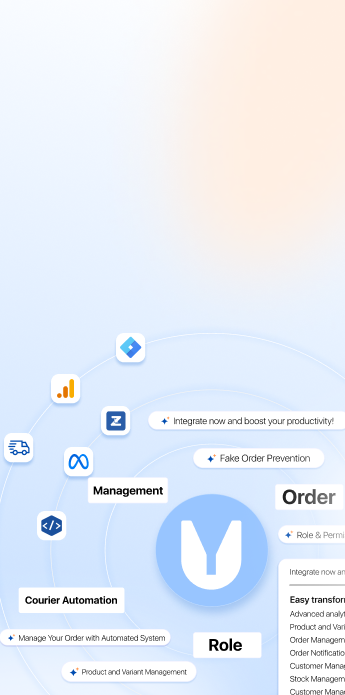 Integrate now and boost your productivity!
Fake Order Prevention
Management
Order
Role & Permi
Integrate now an
Courier Automation
Easy transfor
Advanced analyt
Product and Vari
Manage Your Order with Automated System
Order Managem
Order Notificatio
Role
Customer Manag
Product and Variant Management
Stock Managem
Customer Mana